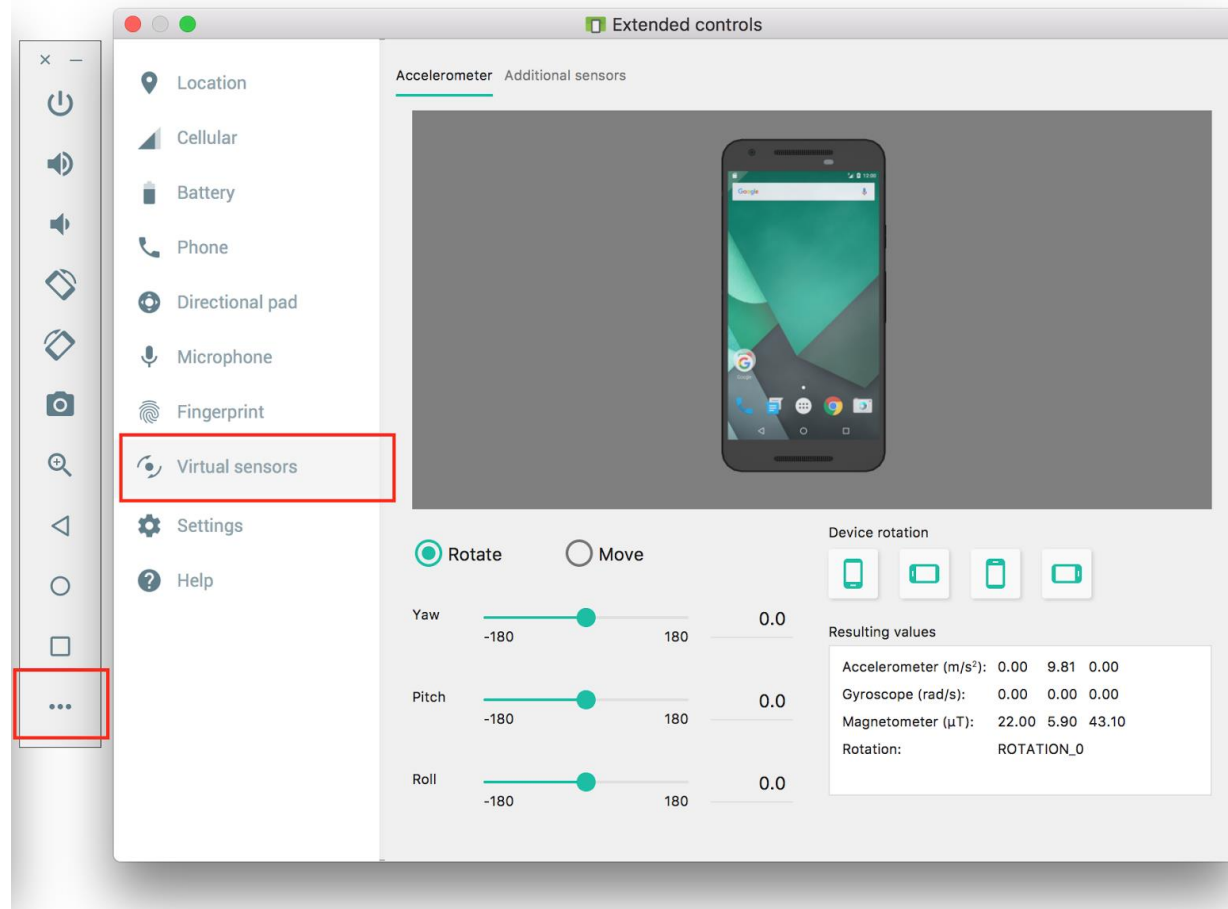 Extended controls
Location
Cellular
Battery
Phone
Directional pad
Microphone
Fingerprint
Virtual sensors
Settings
Help
Accelerometer Additional sensors
Google
12:00
Google
Rotate Move
Yaw 0.0
-180 180
Pitch 0.0
-180 180
Roll 0.0
-180 180
Device rotation
Resulting values
Accelerometer (m/s²): 0.00 9.81 0.00
Gyroscope (rad/s): 0.00 0.00 0.00
Magnetometer (μT): 22.00 5.90 43.10
Rotation: ROTATION_0